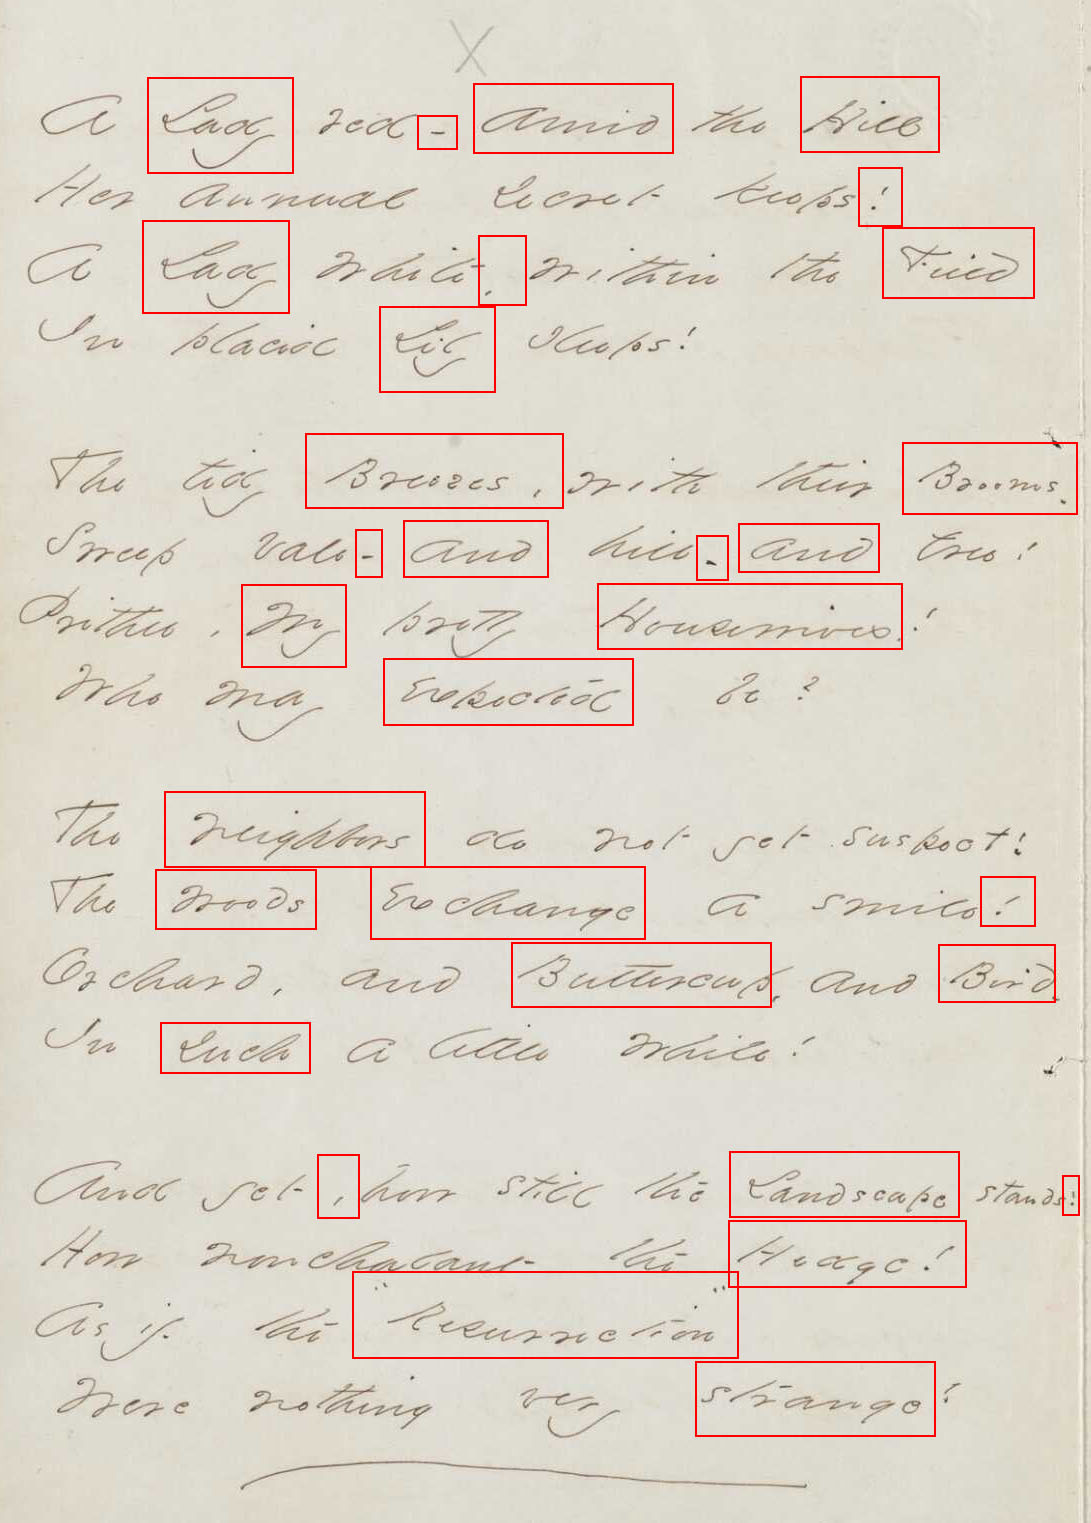 X
A Lady red - Amid the Hill
Her annual secret keeps!
A Lady white, within the Field
In placid Lily sleeps!
The tidy Breezes, with their Brooms.
Sweep vale - And hill - And tree!
Prithee, My pretty Housewives!
Who may Expected be?
The neighbors do not yet suspect!
The woods Exchange a smile!
Orchard, and Buttercup, and Bird.
In such a little while!
And yet, how still the Landscape stands!
How nonchalant the Hedge!
As if the "Resurrection"
Were nothing very strange!